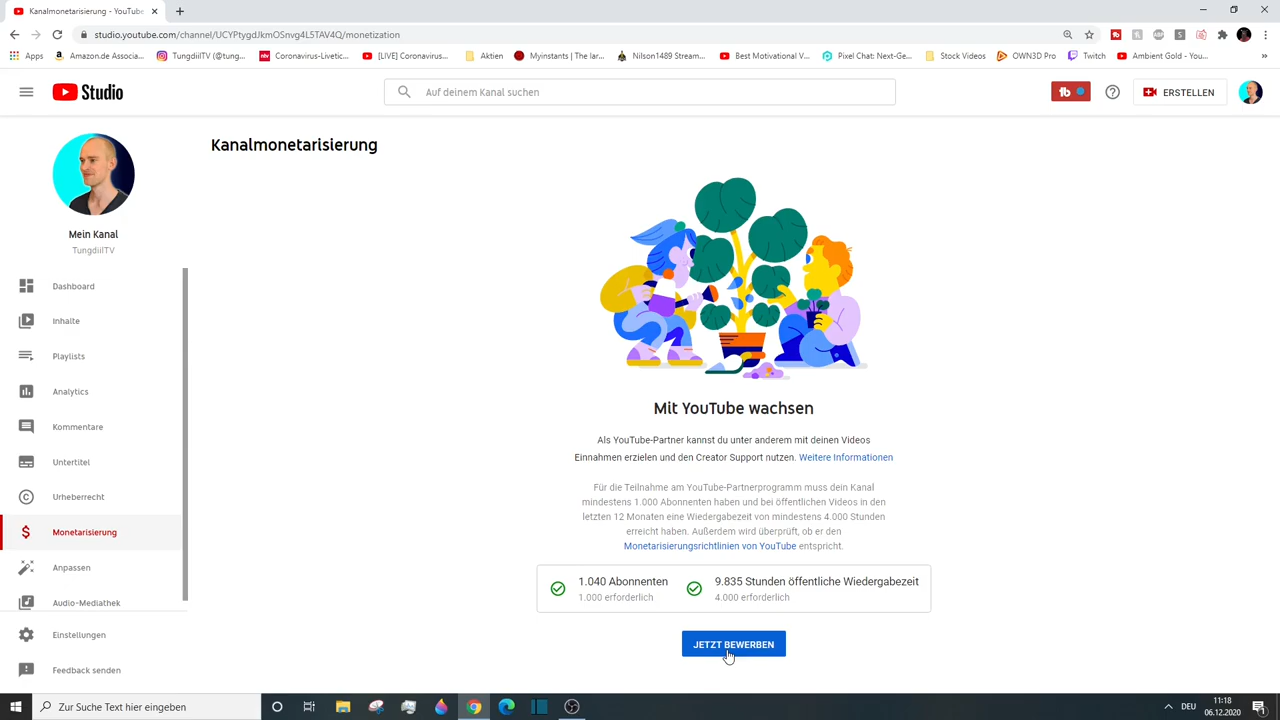 Kanalmonetarisierung - YouTube
studio.youtube.com/channel/UCYPtygdJkmOSnvg4L5TAV4Q/monetization
Apps
Amazon.de Associa...
TungdiilTV (@tung...
Coronavirus-Livetic...
[LIVE] Coronavirus...
Aktien
Myinstants | The lar...
Nilson1489 Stream...
Best Motivational V...
Pixel Chat: Next-Ge...
Stock Videos
OWN3D Pro
Twitch
Ambient Gold - You...
»
Studio
Auf deinem Kanal suchen
ERSTELLEN
Kanalmonetarisierung
Mein Kanal
TungdiilTV
Dashboard
Inhalte
Playlists
Analytics
Kommentare
Untertitel
Urheberrecht
Monetarisierung
Anpassen
Audio-Mediathek
Einstellungen
Feedback senden
Mit YouTube wachsen
Als YouTube-Partner kannst du unter anderem mit deinen Videos
Einnahmen erzielen und den Creator Support nutzen. Weitere Informationen
Für die Teilnahme am YouTube-Partnerprogramm muss dein Kanal
mindestens 1.000 Abonnenten haben und bei öffentlichen Videos in den
letzten 12 Monaten eine Wiedergabezeit von mindestens 4.000 Stunden
erreicht haben. Außerdem wird überprüft, ob er den
Monetarisierungsrichtlinien von YouTube entspricht.
1.040 Abonnenten
1.000 erforderlich
9.835 Stunden öffentliche Wiedergabezeit
4.000 erforderlich
JETZT BEWERBEN
Zur Suche Text hier eingeben
DEU
11:18
06.12.2020